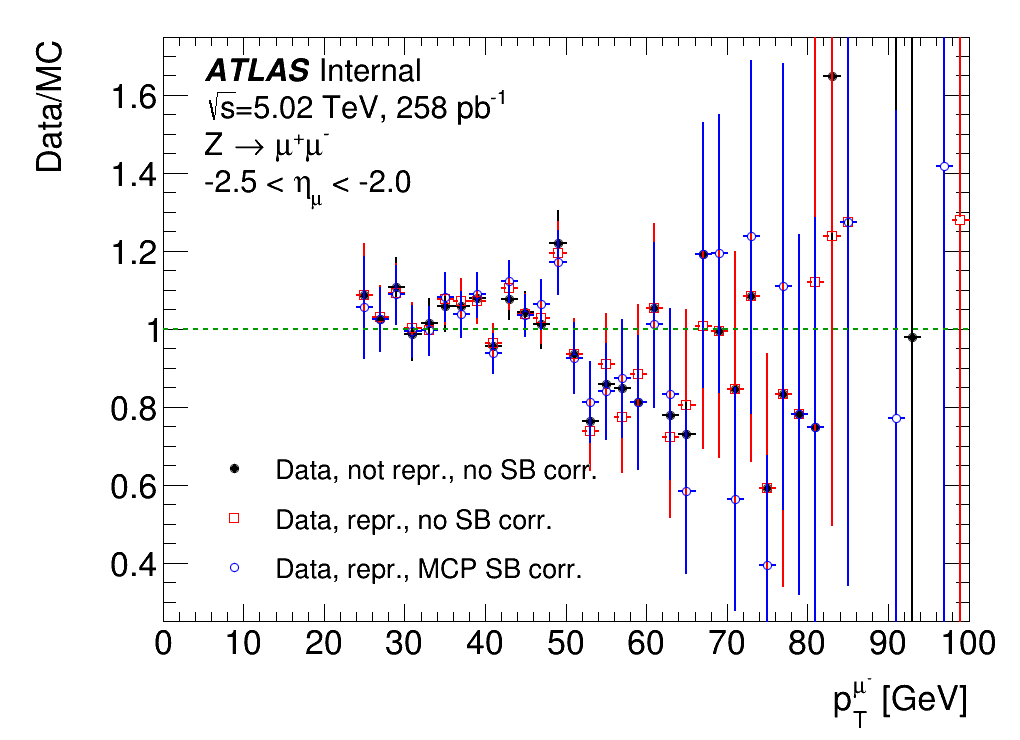 Data/MC
ATLAS Internal
√s=5.02 TeV, 258 pb⁻¹
Z → μ⁺μ⁻
-2.5 < η_μ < -2.0
1.6
1.4
1.2
1
0.8
0.6
0.4
Data, not repr., no SB corr.
Data, repr., no SB corr.
Data, repr., MCP SB corr.
0 10 20 30 40 50 60 70 80 90 100
p_T^μ⁻ [GeV]